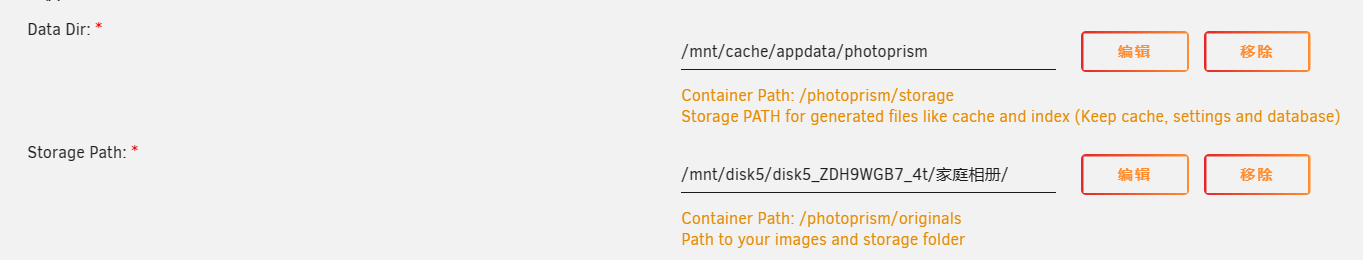 Data Dir: *
/mnt/cache/appdata/photoprism
编辑
移除
Container Path: /photoprism/storage
Storage PATH for generated files like cache and index (Keep cache, settings and database)
Storage Path: *
/mnt/disk5/disk5_ZDH9WGB7_4t/家庭相册/
编辑
移除
Container Path: /photoprism/originals
Path to your images and storage folder